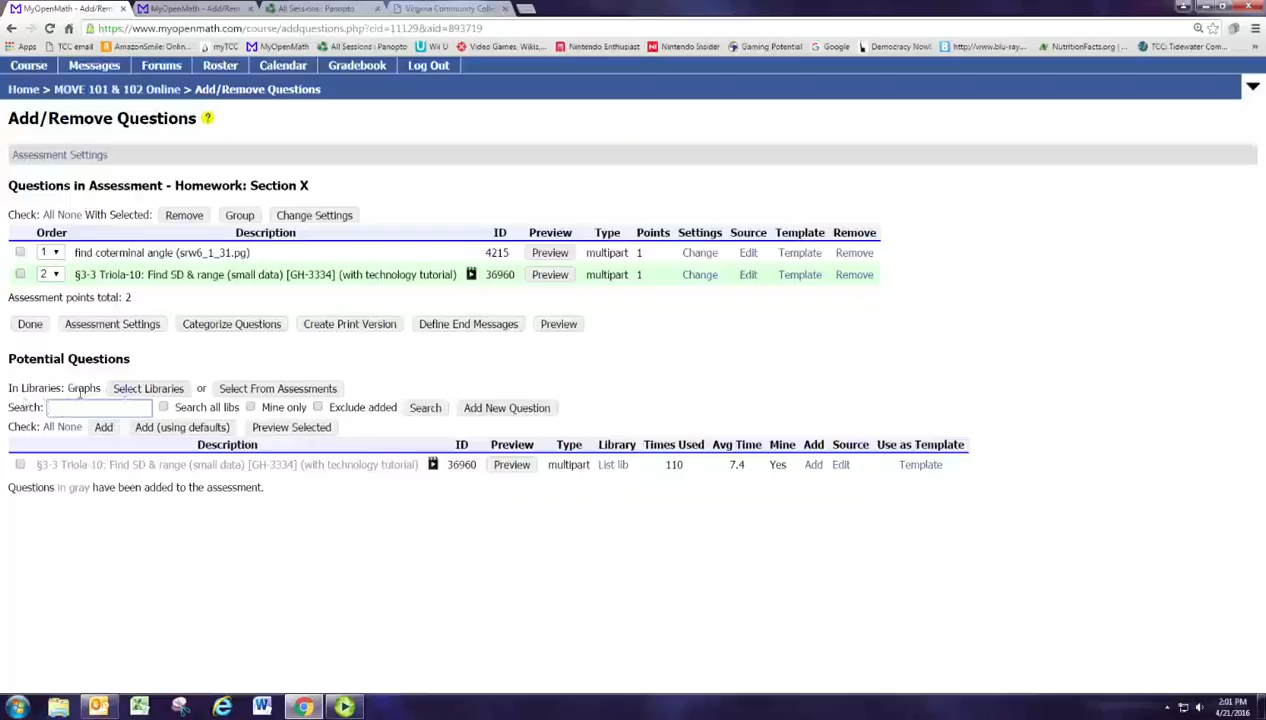 MyOpenMath - Add/Rem
MyOpenMath - Add/Rem
All Sessions: Panopto
Virginia Community Colle
https://www.myopenmath.com/course/addquestions.php?cid=11129&aid=893719
Apps
TCC email
AmazonSmile: Onlin...
myTCC
MyOpenMath
All Sessions | Panopto
Wii U
Video Games, Wikis,...
Nintendo Enthusiast
Nintendo Insider
Gaming Potential
Google
Democracy Now!
http://www.blu-ray...
NutritionFacts.org |...
TCC: Tidewater Com...
Course Messages Forums Roster Calendar Gradebook Log Out
Home > MOVE 101 & 102 Online > Add/Remove Questions
Add/Remove Questions ?
Assessment Settings
Questions in Assessment - Homework: Section X
Check: All None With Selected: Remove Group Change Settings
Order Description ID Preview Type Points Settings Source Template Remove
1 find coterminal angle (srw6_1_31.pg) 4215 Preview multipart 1 Change Edit Template Remove
2 §3-3 Triola-10: Find SD & range (small data) [GH-3334] (with technology tutorial) 36960 Preview multipart 1 Change Edit Template Remove
Assessment points total: 2
Done Assessment Settings Categorize Questions Create Print Version Define End Messages Preview
Potential Questions
In Libraries: Graphs Select Libraries or Select From Assessments
Search: Search all libs Mine only Exclude added Search Add New Question
Check: All None Add Add (using defaults) Preview Selected
Description ID Preview Type Library Times Used Avg Time Mine Add Source Use as Template
§3-3 Triola-10: Find SD & range (small data) [GH-3334] (with technology tutorial) 36960 Preview multipart List lib 110 7.4 Yes Add Edit Template
Questions in gray have been added to the assessment.
2:01 PM
4/21/2016